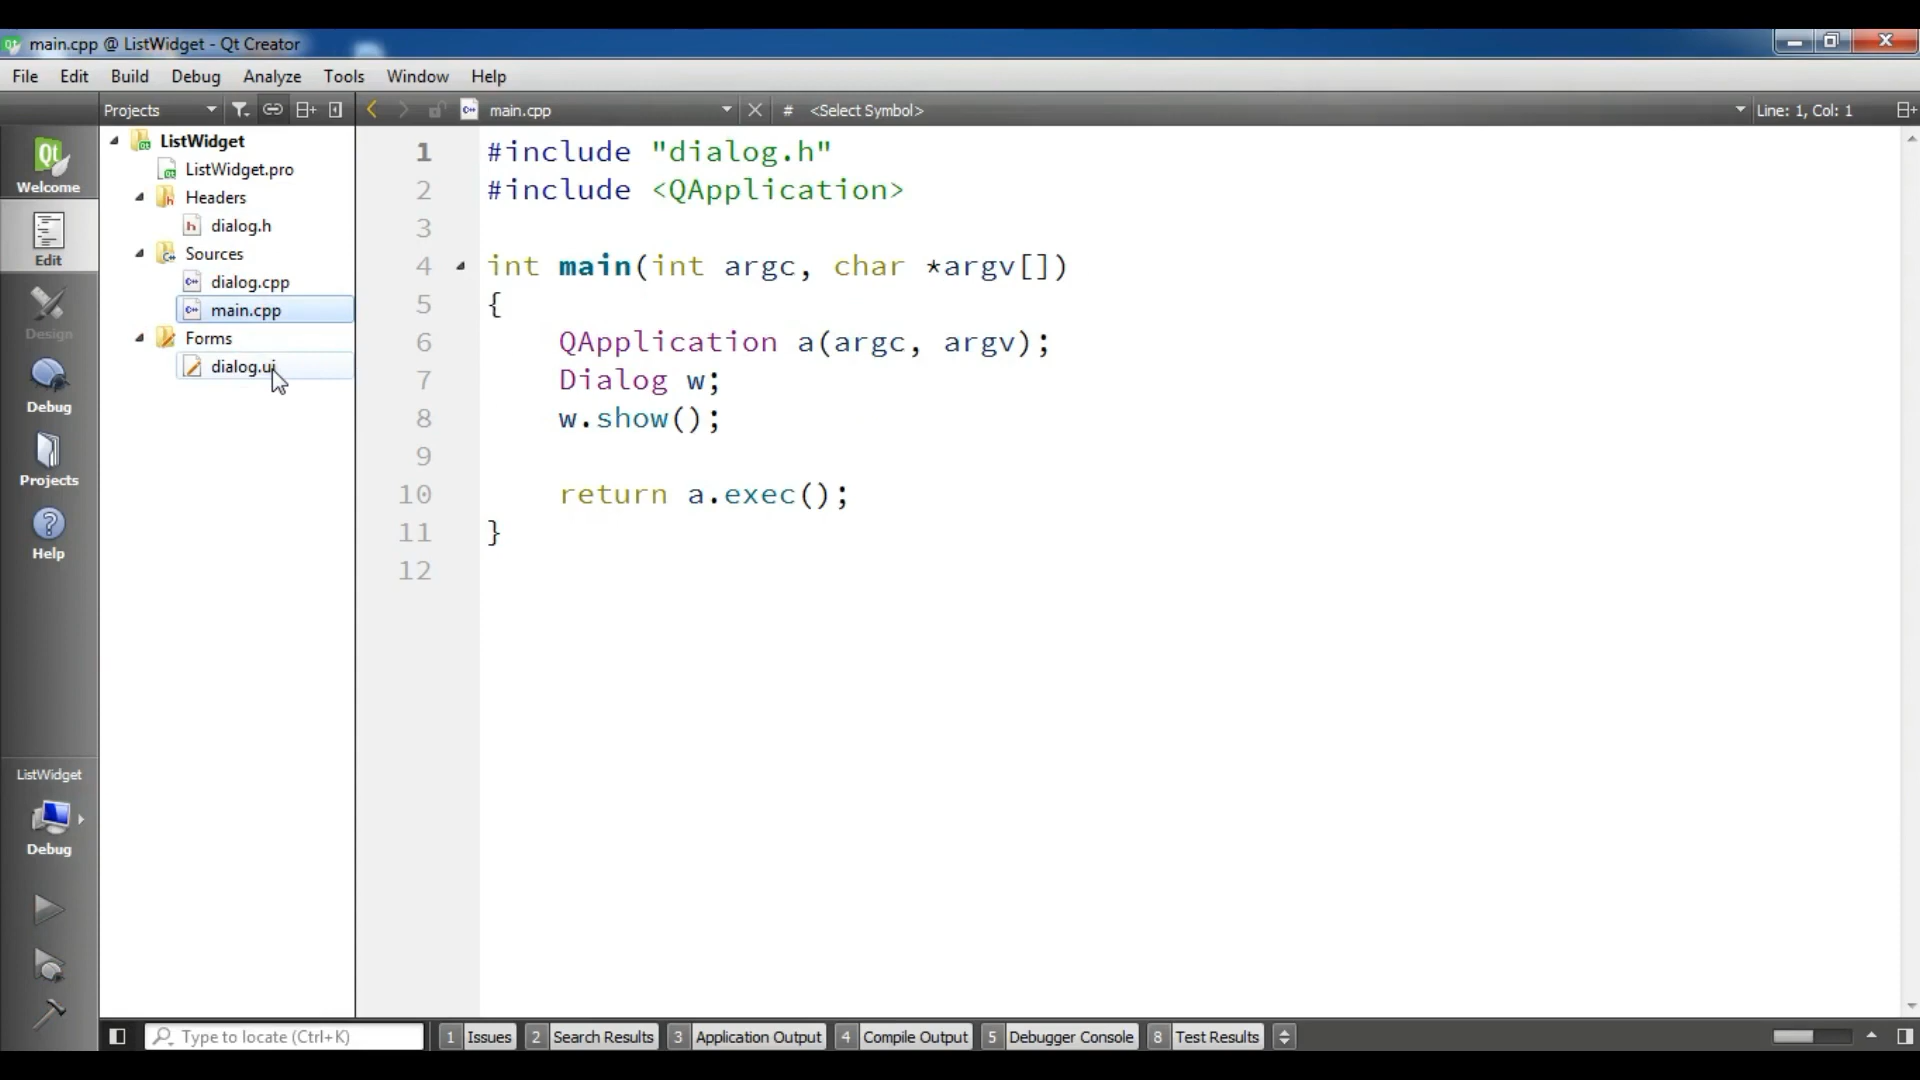 main.cpp @ ListWidget - Qt Creator
File Edit Build Debug Analyze Tools Window Help
Projects main.cpp # <Select Symbol> Line: 1, Col: 1
Welcome
Edit
Design
Debug
Projects
Help
ListWidget
Debug
ListWidget
ListWidget.pro
Headers
dialog.h
Sources
dialog.cpp
main.cpp
Forms
dialog.ui
1 #include "dialog.h"
2 #include <QApplication>
3
4 int main(int argc, char *argv[])
5 {
6 QApplication a(argc, argv);
7 Dialog w;
8 w.show();
9
10 return a.exec();
11 }
12
Type to locate (Ctrl+K) 1 Issues 2 Search Results 3 Application Output 4 Compile Output 5 Debugger Console 8 Test Results